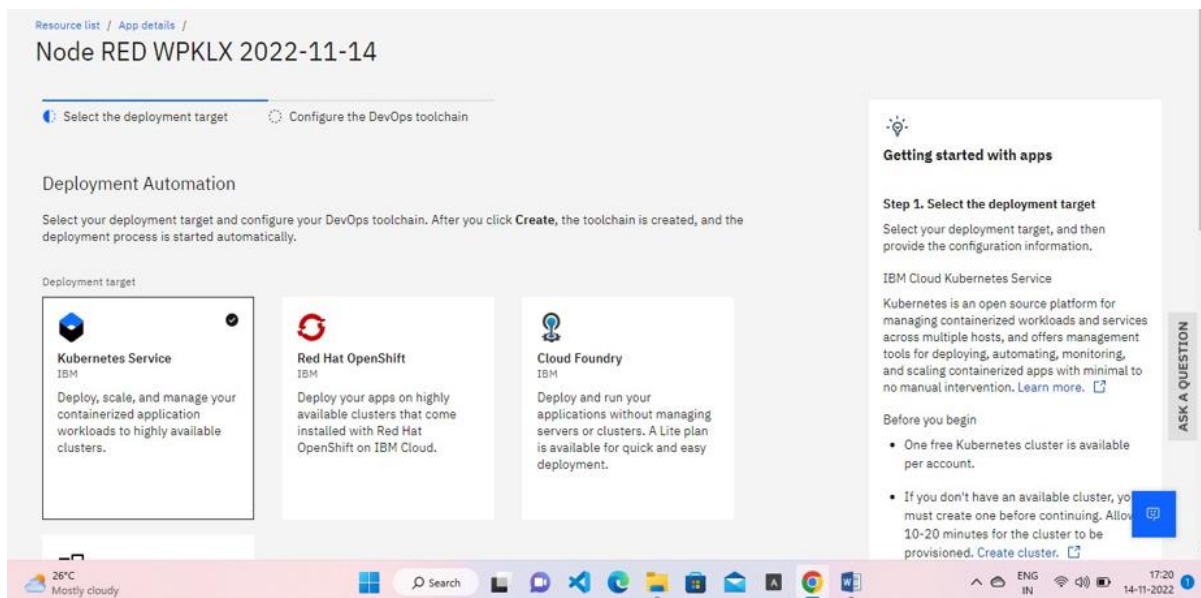 Resource list / App details /
Node RED WPKLX 2022-11-14
Select the deployment target
Configure the DevOps toolchain
Deployment Automation
Select your deployment target and configure your DevOps toolchain. After you click Create, the toolchain is created, and the
deployment process is started automatically.
Deployment target
Kubernetes Service
IBM
Deploy, scale, and manage your
containerized application
workloads to highly available
clusters.
Red Hat OpenShift
IBM
Deploy your apps on highly
available clusters that come
installed with Red Hat
OpenShift on IBM Cloud.
Cloud Foundry
IBM
Deploy and run your
applications without managing
servers or clusters. A Lite plan
is available for quick and easy
deployment.
Getting started with apps
Step 1. Select the deployment target
Select your deployment target, and then
provide the configuration information.
IBM Cloud Kubernetes Service
Kubernetes is an open source platform for
managing containerized workloads and services
across multiple hosts, and offers management
tools for deploying, automating, monitoring,
and scaling containerized apps with minimal to
no manual intervention. Learn more.
Before you begin
• One free Kubernetes cluster is available
per account.
• If you don't have an available cluster, yo
must create one before continuing. Allow
10-20 minutes for the cluster to be
provisioned. Create cluster.
ASK A QUESTION
26°C
Mostly cloudy
Search
ENG
IN
17:20
14-11-2022
1